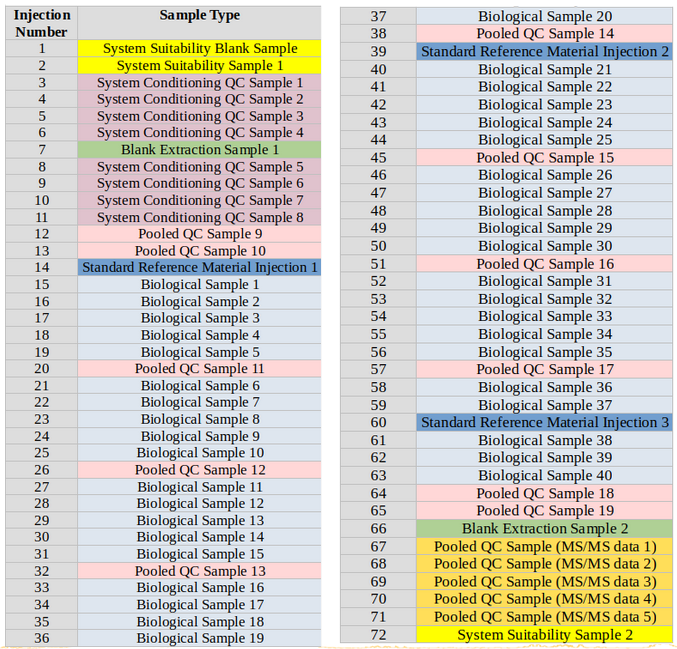 Injection Number Sample Type
1 System Suitability Blank Sample
2 System Suitability Sample 1
3 System Conditioning QC Sample 1
4 System Conditioning QC Sample 2
5 System Conditioning QC Sample 3
6 System Conditioning QC Sample 4
7 Blank Extraction Sample 1
8 System Conditioning QC Sample 5
9 System Conditioning QC Sample 6
10 System Conditioning QC Sample 7
11 System Conditioning QC Sample 8
12 Pooled QC Sample 9
13 Pooled QC Sample 10
14 Standard Reference Material Injection 1
15 Biological Sample 1
16 Biological Sample 2
17 Biological Sample 3
18 Biological Sample 4
19 Biological Sample 5
20 Pooled QC Sample 11
21 Biological Sample 6
22 Biological Sample 7
23 Biological Sample 8
24 Biological Sample 9
25 Biological Sample 10
26 Pooled QC Sample 12
27 Biological Sample 11
28 Biological Sample 12
29 Biological Sample 13
30 Biological Sample 14
31 Biological Sample 15
32 Pooled QC Sample 13
33 Biological Sample 16
34 Biological Sample 17
35 Biological Sample 18
36 Biological Sample 19
37 Biological Sample 20
38 Pooled QC Sample 14
39 Standard Reference Material Injection 2
40 Biological Sample 21
41 Biological Sample 22
42 Biological Sample 23
43 Biological Sample 24
44 Biological Sample 25
45 Pooled QC Sample 15
46 Biological Sample 26
47 Biological Sample 27
48 Biological Sample 28
49 Biological Sample 29
50 Biological Sample 30
51 Pooled QC Sample 16
52 Biological Sample 31
53 Biological Sample 32
54 Biological Sample 33
55 Biological Sample 34
56 Biological Sample 35
57 Pooled QC Sample 17
58 Biological Sample 36
59 Biological Sample 37
60 Standard Reference Material Injection 3
61 Biological Sample 38
62 Biological Sample 39
63 Biological Sample 40
64 Pooled QC Sample 18
65 Pooled QC Sample 19
66 Blank Extraction Sample 2
67 Pooled QC Sample (MS/MS data 1)
68 Pooled QC Sample (MS/MS data 2)
69 Pooled QC Sample (MS/MS data 3)
70 Pooled QC Sample (MS/MS data 4)
71 Pooled QC Sample (MS/MS data 5)
72 System Suitability Sample 2